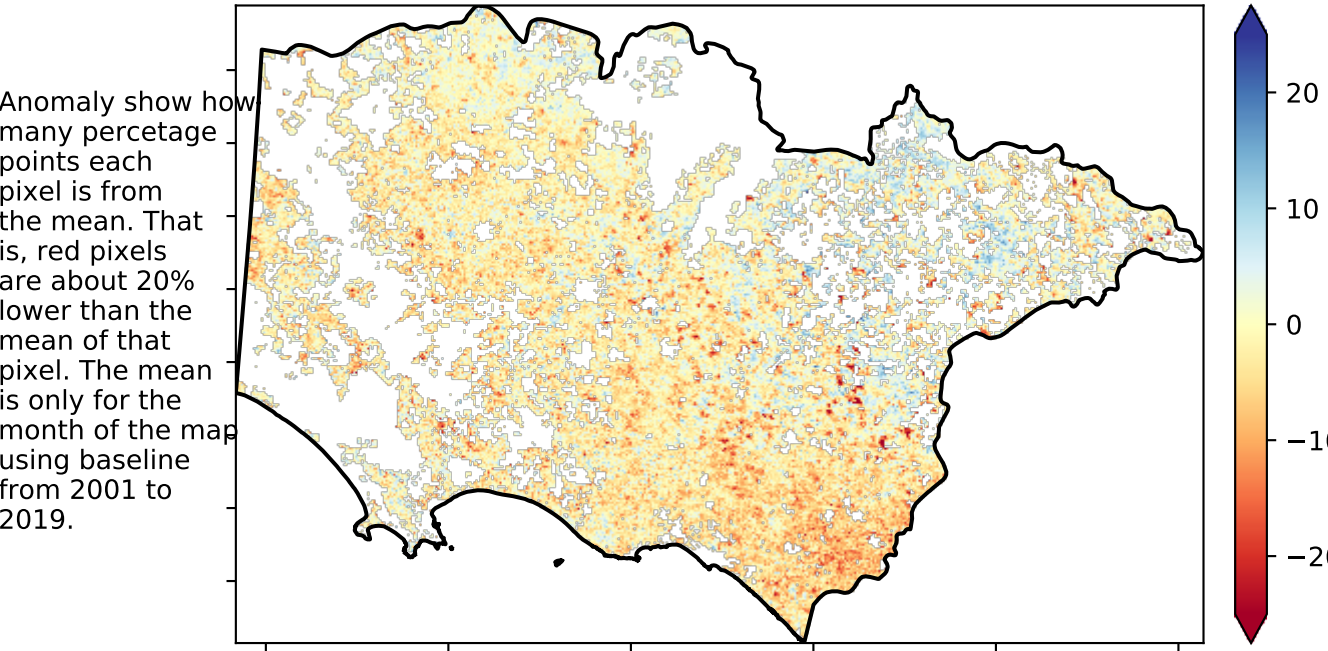 Anomaly show how
many percetage
points each
pixel is from
the mean. That
is, red pixels
are about 20%
lower than the
mean of that
pixel. The mean
is only for the
month of the map
using baseline
from 2001 to
2019.
20
10
0
−10
−20